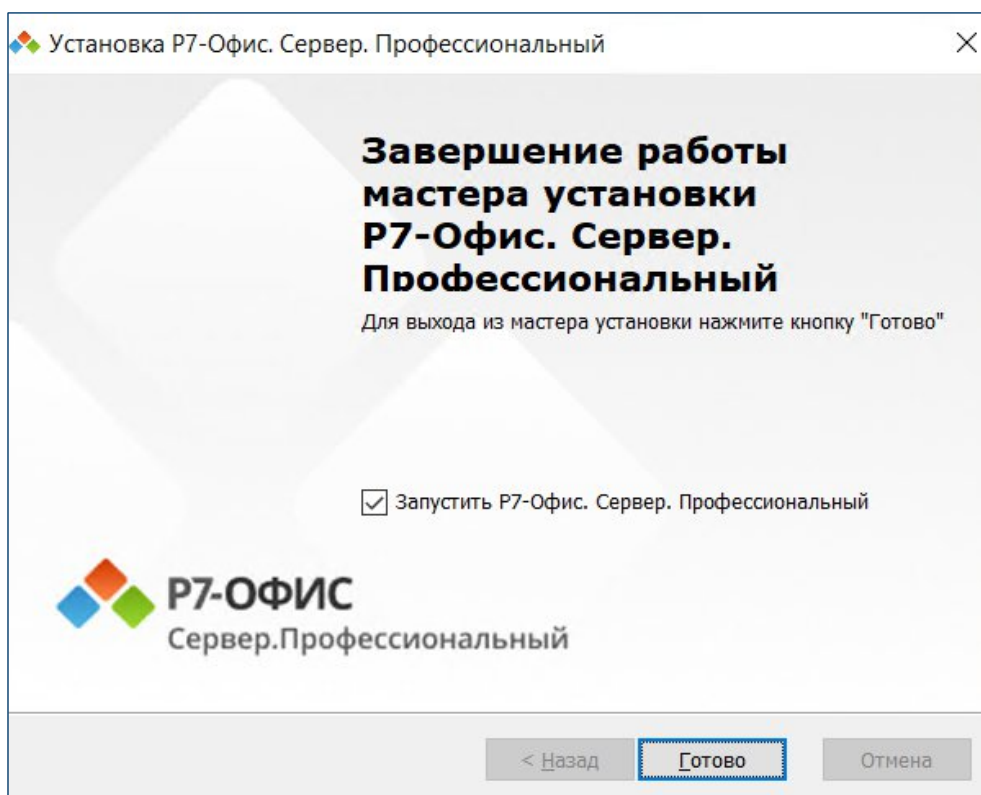 Установка Р7-Офис. Сервер. Профессиональный
Завершение работы
мастера установки
Р7-Офис. Сервер.
Профессиональный
Для выхода из мастера установки нажмите кнопку "Готово"
Запустить Р7-Офис. Сервер. Профессиональный
Р7-ОФИС
Сервер.Профессиональный
< Назад
Готово
Отмена